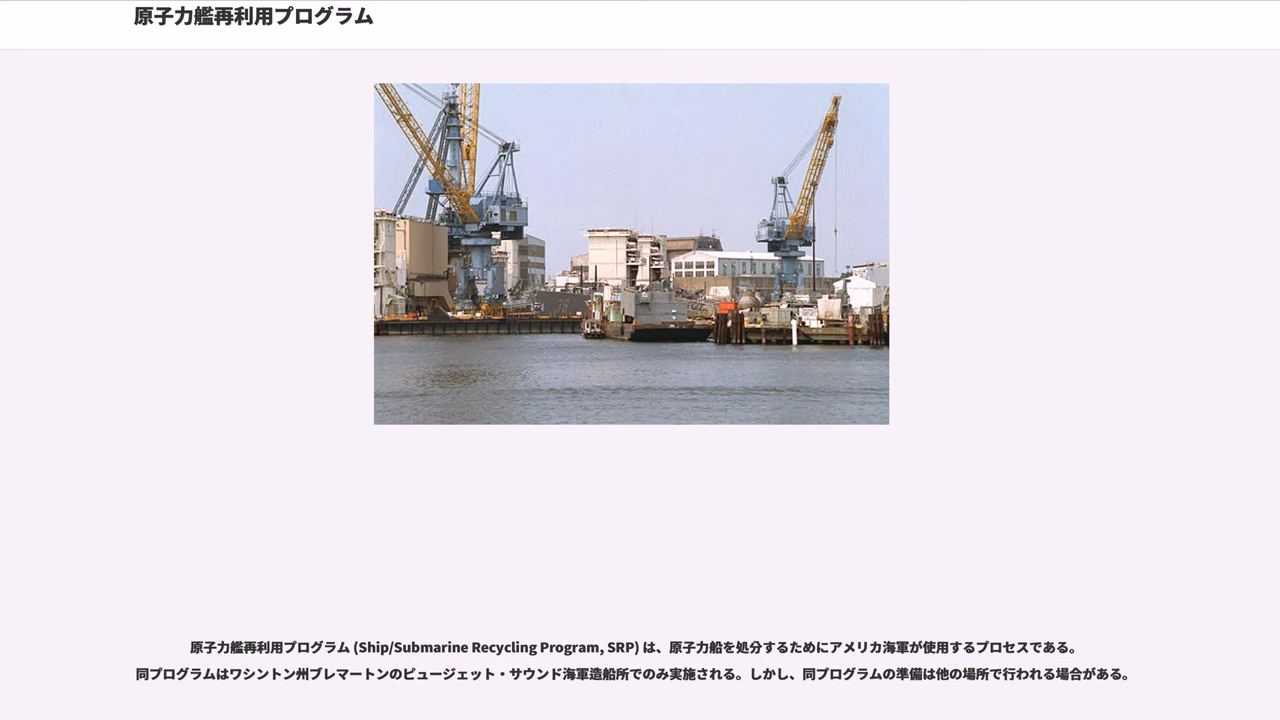 原子力艦再利用プログラム
28
原子力艦再利用プログラム (Ship/Submarine Recycling Program, SRP) は、原子力船を処分するためにアメリカ海軍が使用するプロセスである。
同プログラムはワシントン州ブレマートンのピュージェット・サウンド海軍造船所でのみ実施される。しかし、同プログラムの準備は他の場所で行われる場合がある。